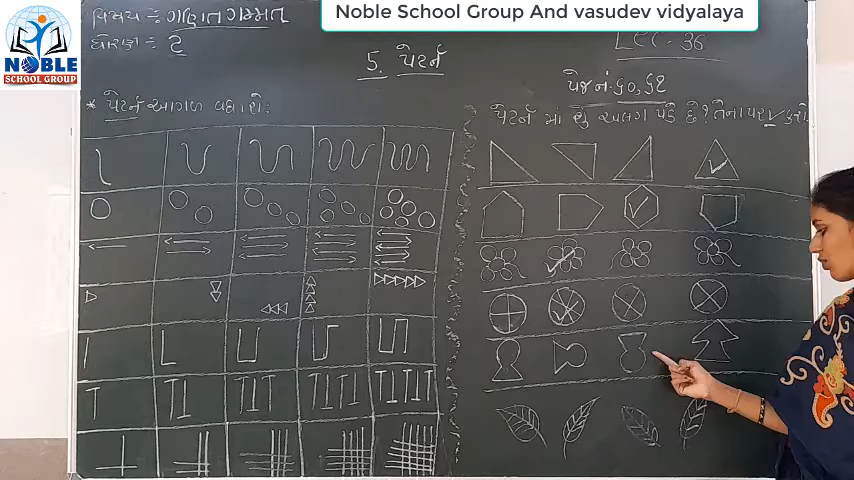 Noble School Group And vasudev vidyalaya
NOBLE
SCHOOL GROUP
વિષય :- ગણિત ગમ્મત
ધોરણ :- ૨
LEC - 36
5. પેટર્ન
પેજ નં. ૬૦, ૬૧
* પેટર્ન આગળ વધારો:
પેટર્ન માં શું અલગ પડે છે? તેના પર ✓ કરો.